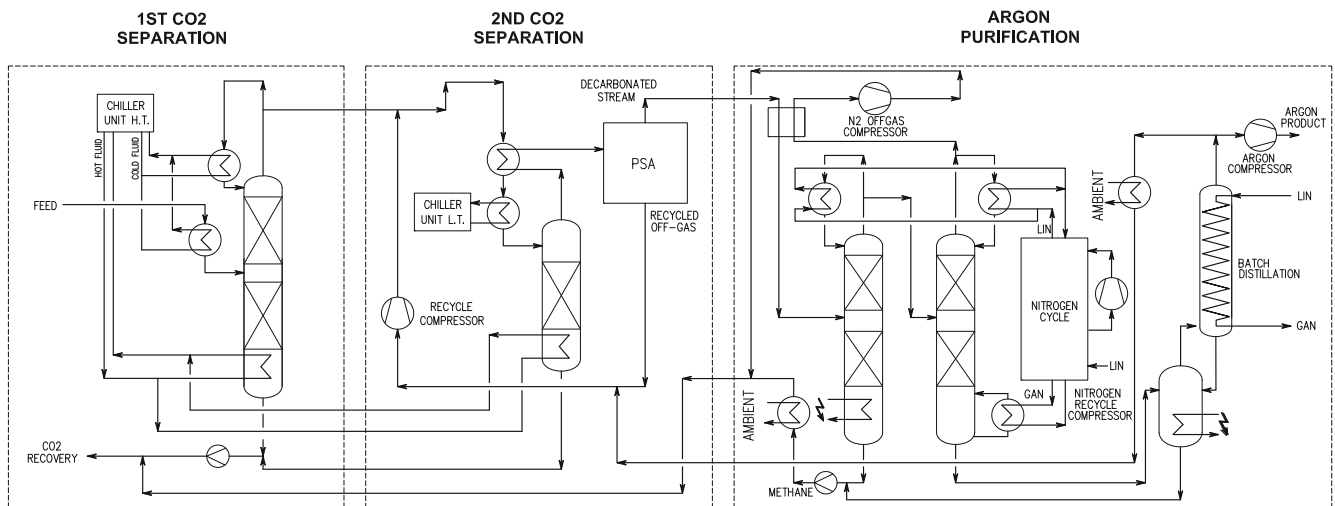 1ST CO2
SEPARATION
2ND CO2
SEPARATION
ARGON
PURIFICATION
CHILLER
UNIT H.T.
HOT FLUID
COLD FLUID
FEED
CO2
RECOVERY
CHILLER
UNIT L.T.
RECYCLE
COMPRESSOR
DECARBONATED
STREAM
PSA
RECYCLED
OFF-GAS
N2 OFFGAS
COMPRESSOR
LIN
NITROGEN
CYCLE
LIN
GAN
NITROGEN
RECYCLE
COMPRESSOR
AMBIENT
METHANE
AMBIENT
ARGON
PRODUCT
ARGON
COMPRESSOR
LIN
BATCH
DISTILLATION
GAN